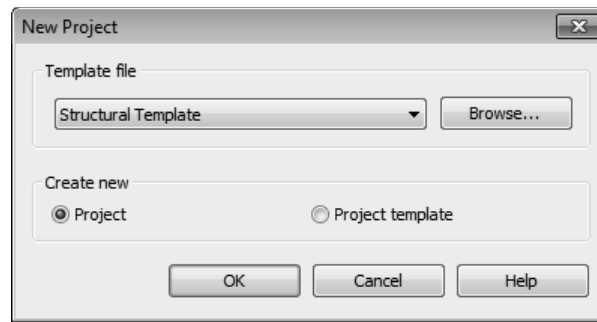 New Project
Template file
Structural Template
Browse...
Create new
Project
Project template
OK
Cancel
Help